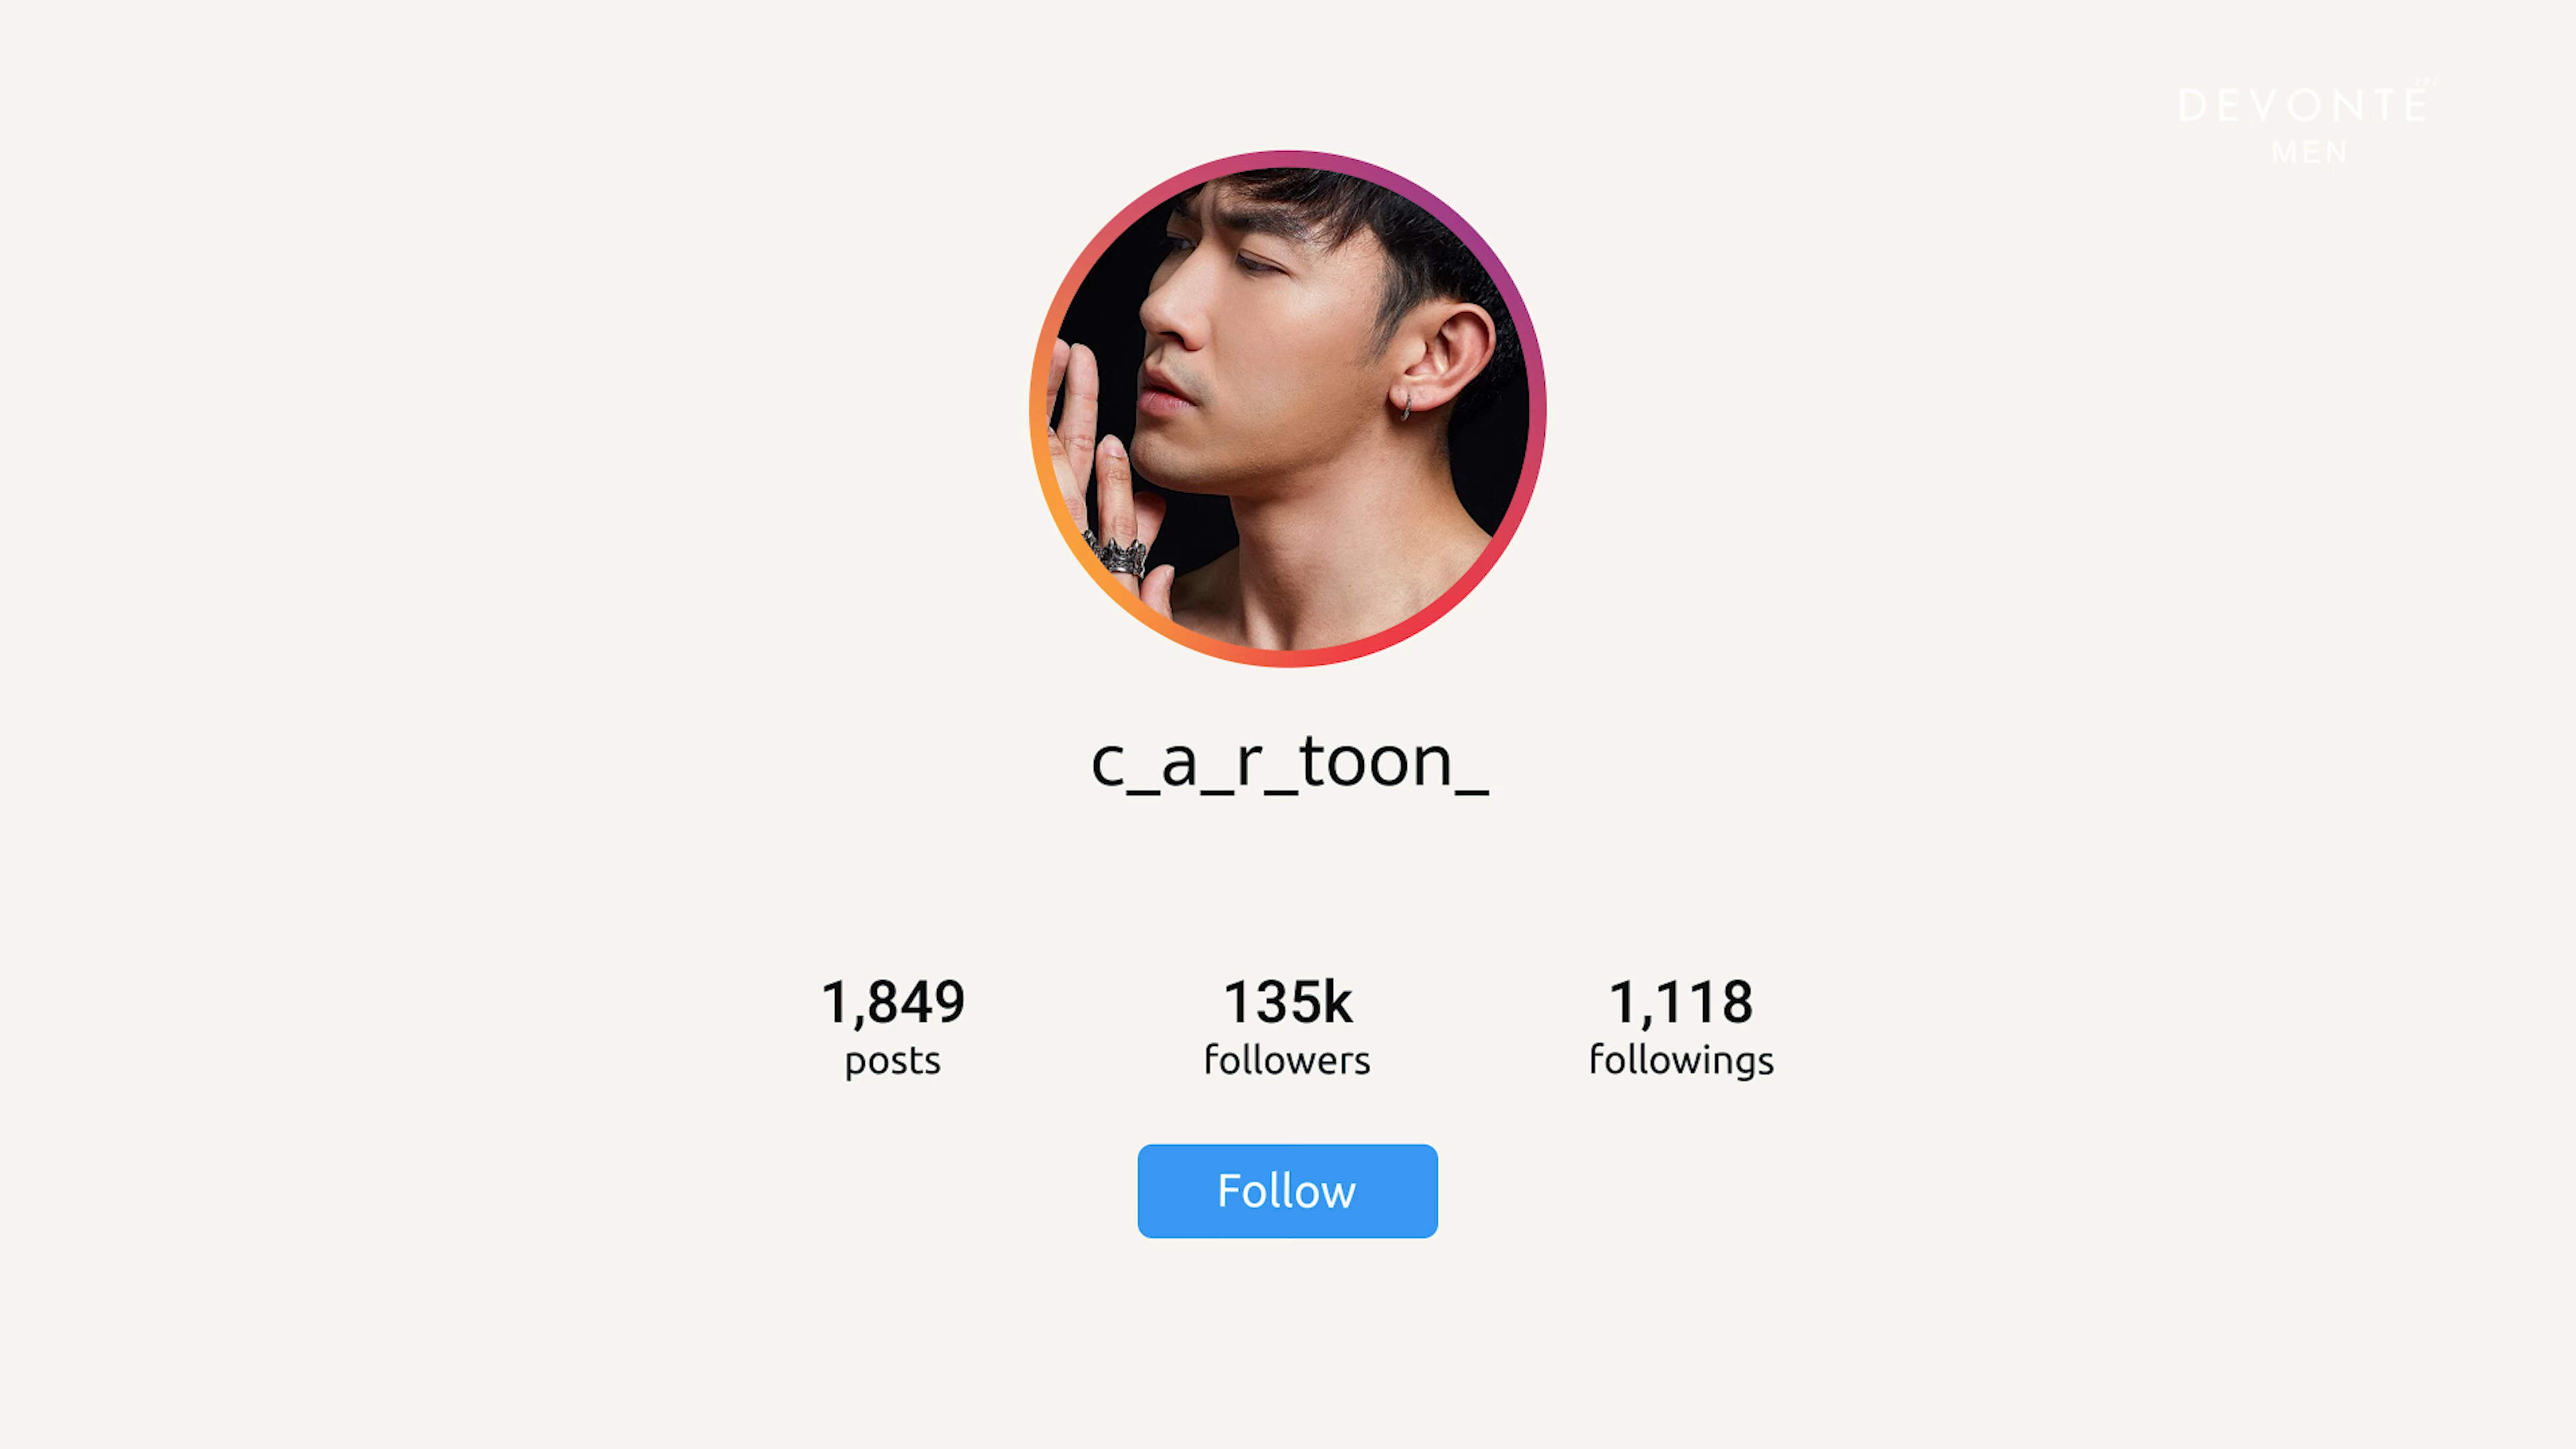 DEVONTE
MEN
c_a_r_toon_
1,849
posts
135k
followers
1,118
followings
Follow